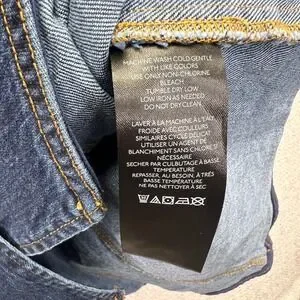 MACHINE WASH COLD GENTLE
WITH LIKE COLORS
USE ONLY NON-CHLORINE
BLEACH
TUMBLE DRY LOW
LOW IRON AS NEEDED
DO NOT DRY CLEAN
LAVER À LA MACHINE À L'EAU
FROIDE AVEC COULEURS
SIMILAIRES CYCLE DÉLICAT
UTILISER UN AGENT DE
BLANCHIMENT SANS CHLORE SI
NÉCESSAIRE
SECHER PAR CULBUTAGE À BASSE
TEMPÉRATURE
REPASSER, AU BESOIN, À TRÈS
BASSE TEMPÉRATURE
NE PAS NETTOYER À SEC